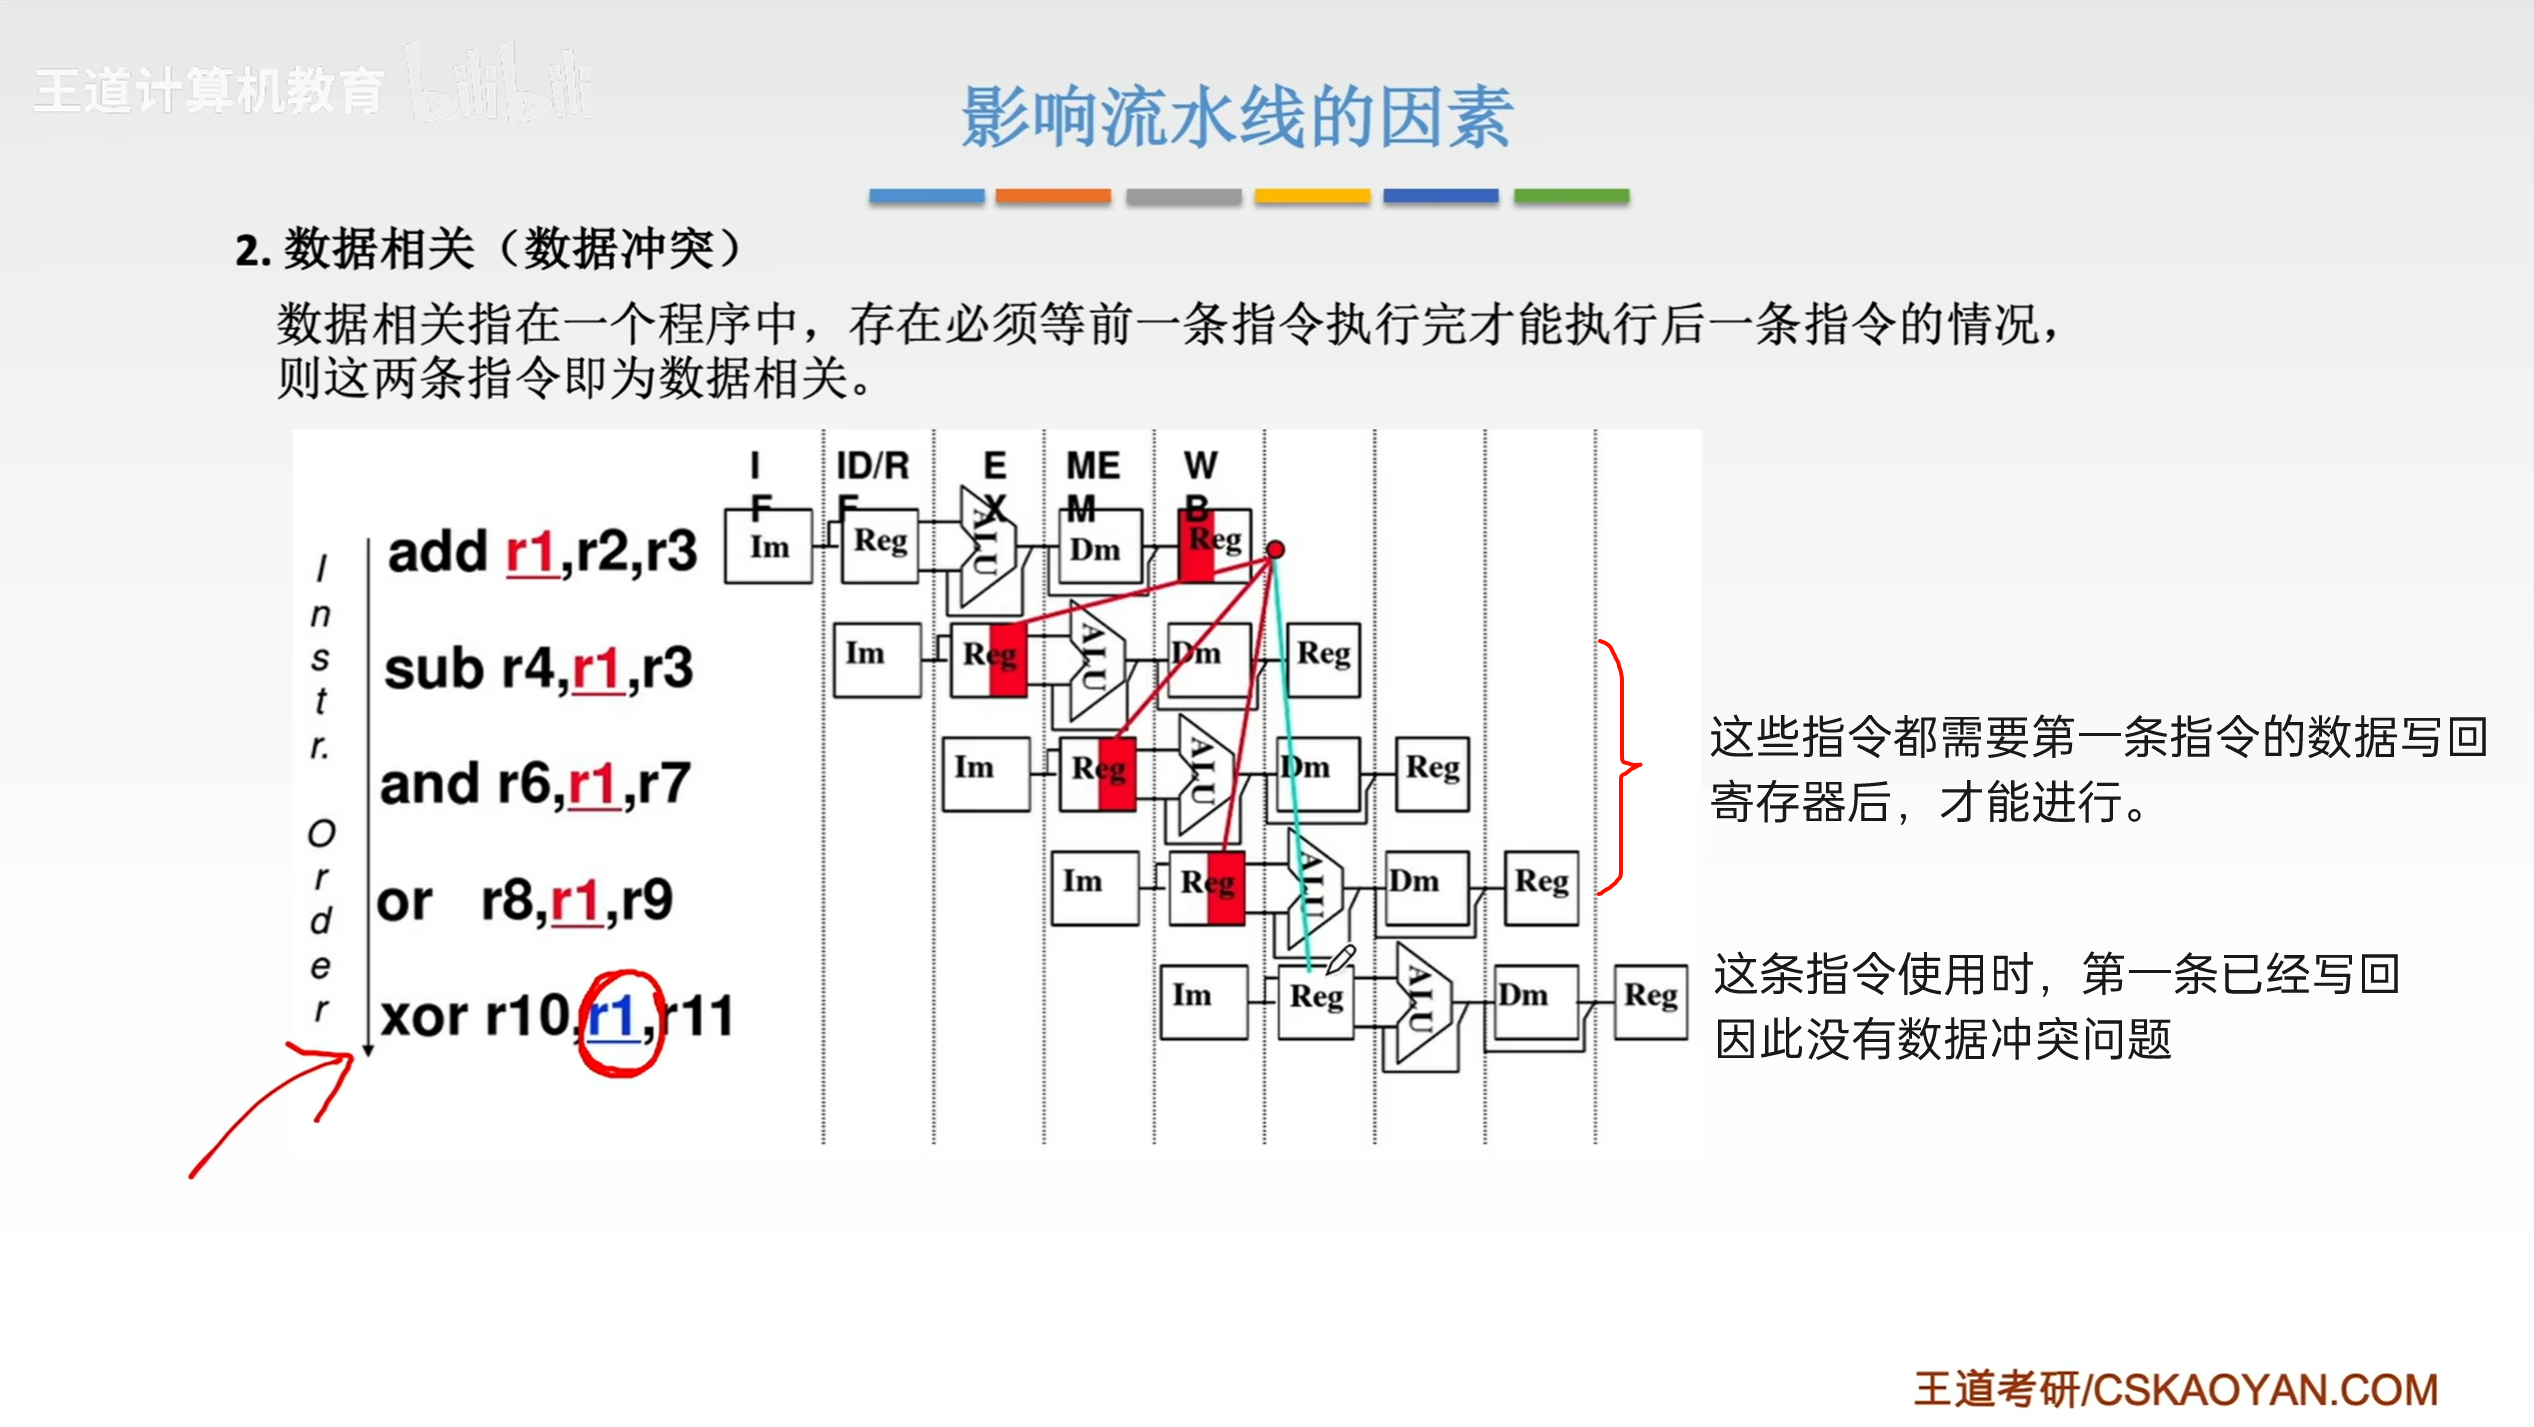 王道计算机教育 bilibili
影响流水线的因素
2. 数据相关（数据冲突）
数据相关指在一个程序中，存在必须等前一条指令执行完才能执行后一条指令的情况，
则这两条指令即为数据相关。
IF ID/RF EX MEM WB
Instr. Order
add r1,r2,r3
Im Reg ALU Dm Reg
sub r4,r1,r3
Im Reg ALU Dm Reg
and r6,r1,r7
Im Reg ALU Dm Reg
or r8,r1,r9
Im Reg ALU Dm Reg
xor r10,r1,r11
Im Reg ALU Dm Reg
这些指令都需要第一条指令的数据写回
寄存器后，才能进行。
这条指令使用时，第一条已经写回
因此没有数据冲突问题
王道考研/CSKAOYAN.COM